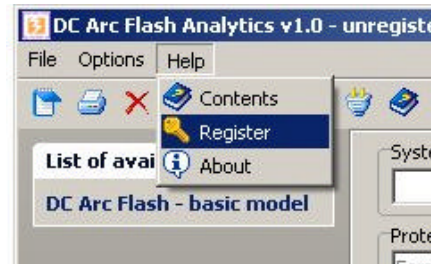 DC Arc Flash Analytics v1.0 - unregiste
File Options Help
Contents
Register
About
List of avai
DC Arc Flash - basic model
Syste
Prote